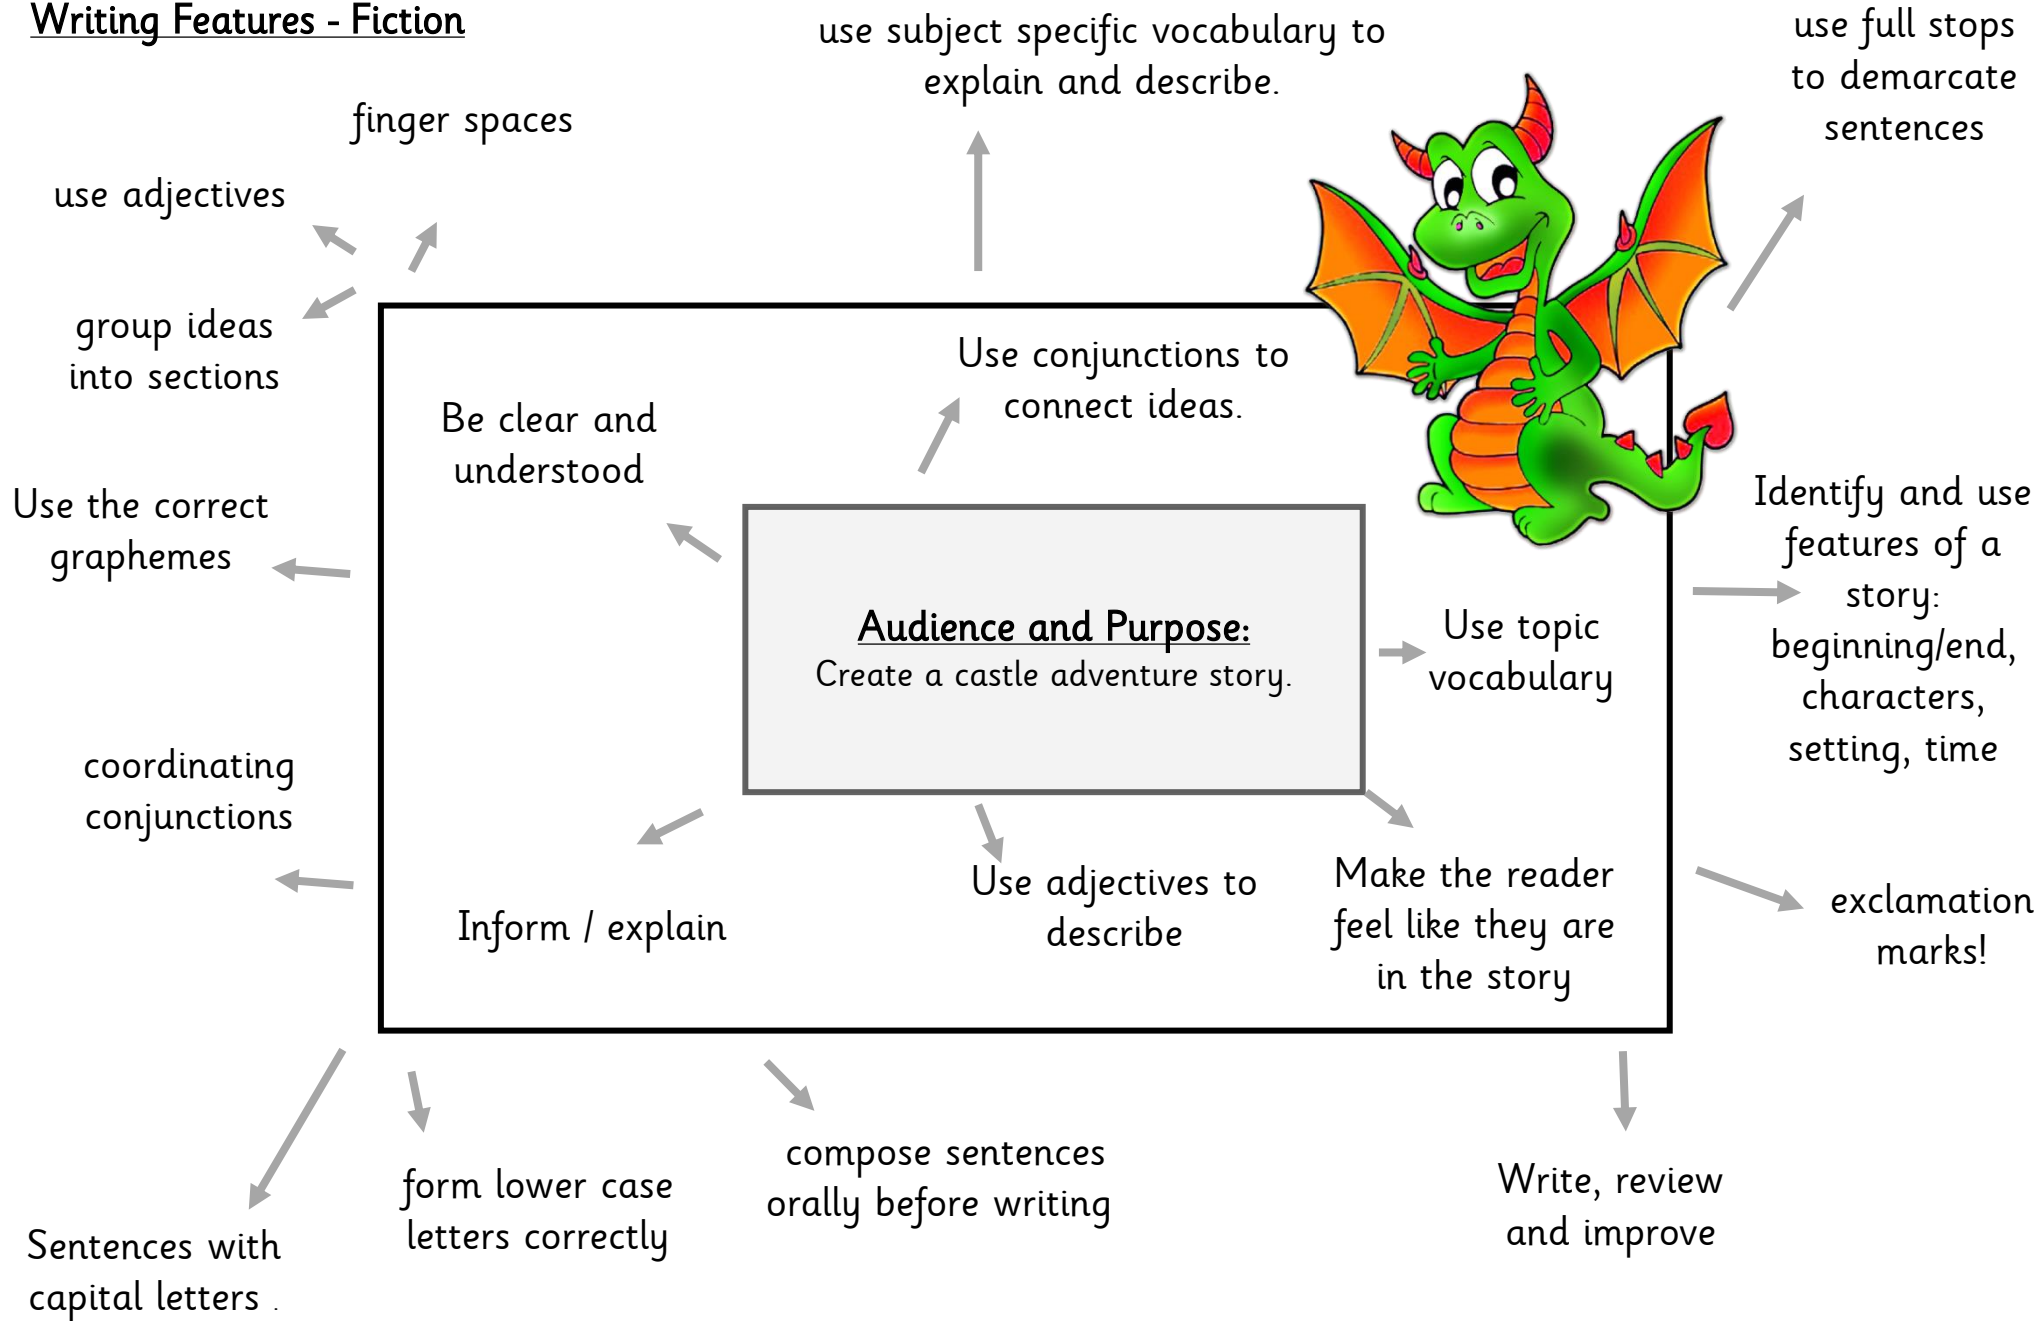 Writing Features - Fiction
use subject specific vocabulary to
explain and describe.
use full stops
to demarcate
sentences
finger spaces
use adjectives
group ideas
into sections
Use the correct
graphemes
coordinating
conjunctions
Be clear and
understood
Use conjunctions to
connect ideas.
Audience and Purpose:
Create a castle adventure story.
Use topic
vocabulary
Inform / explain
Use adjectives to
describe
Make the reader
feel like they are
in the story
Identify and use
features of a
story:
beginning/end,
characters,
setting, time
exclamation
marks!
Sentences with
capital letters .
form lower case
letters correctly
compose sentences
orally before writing
Write, review
and improve